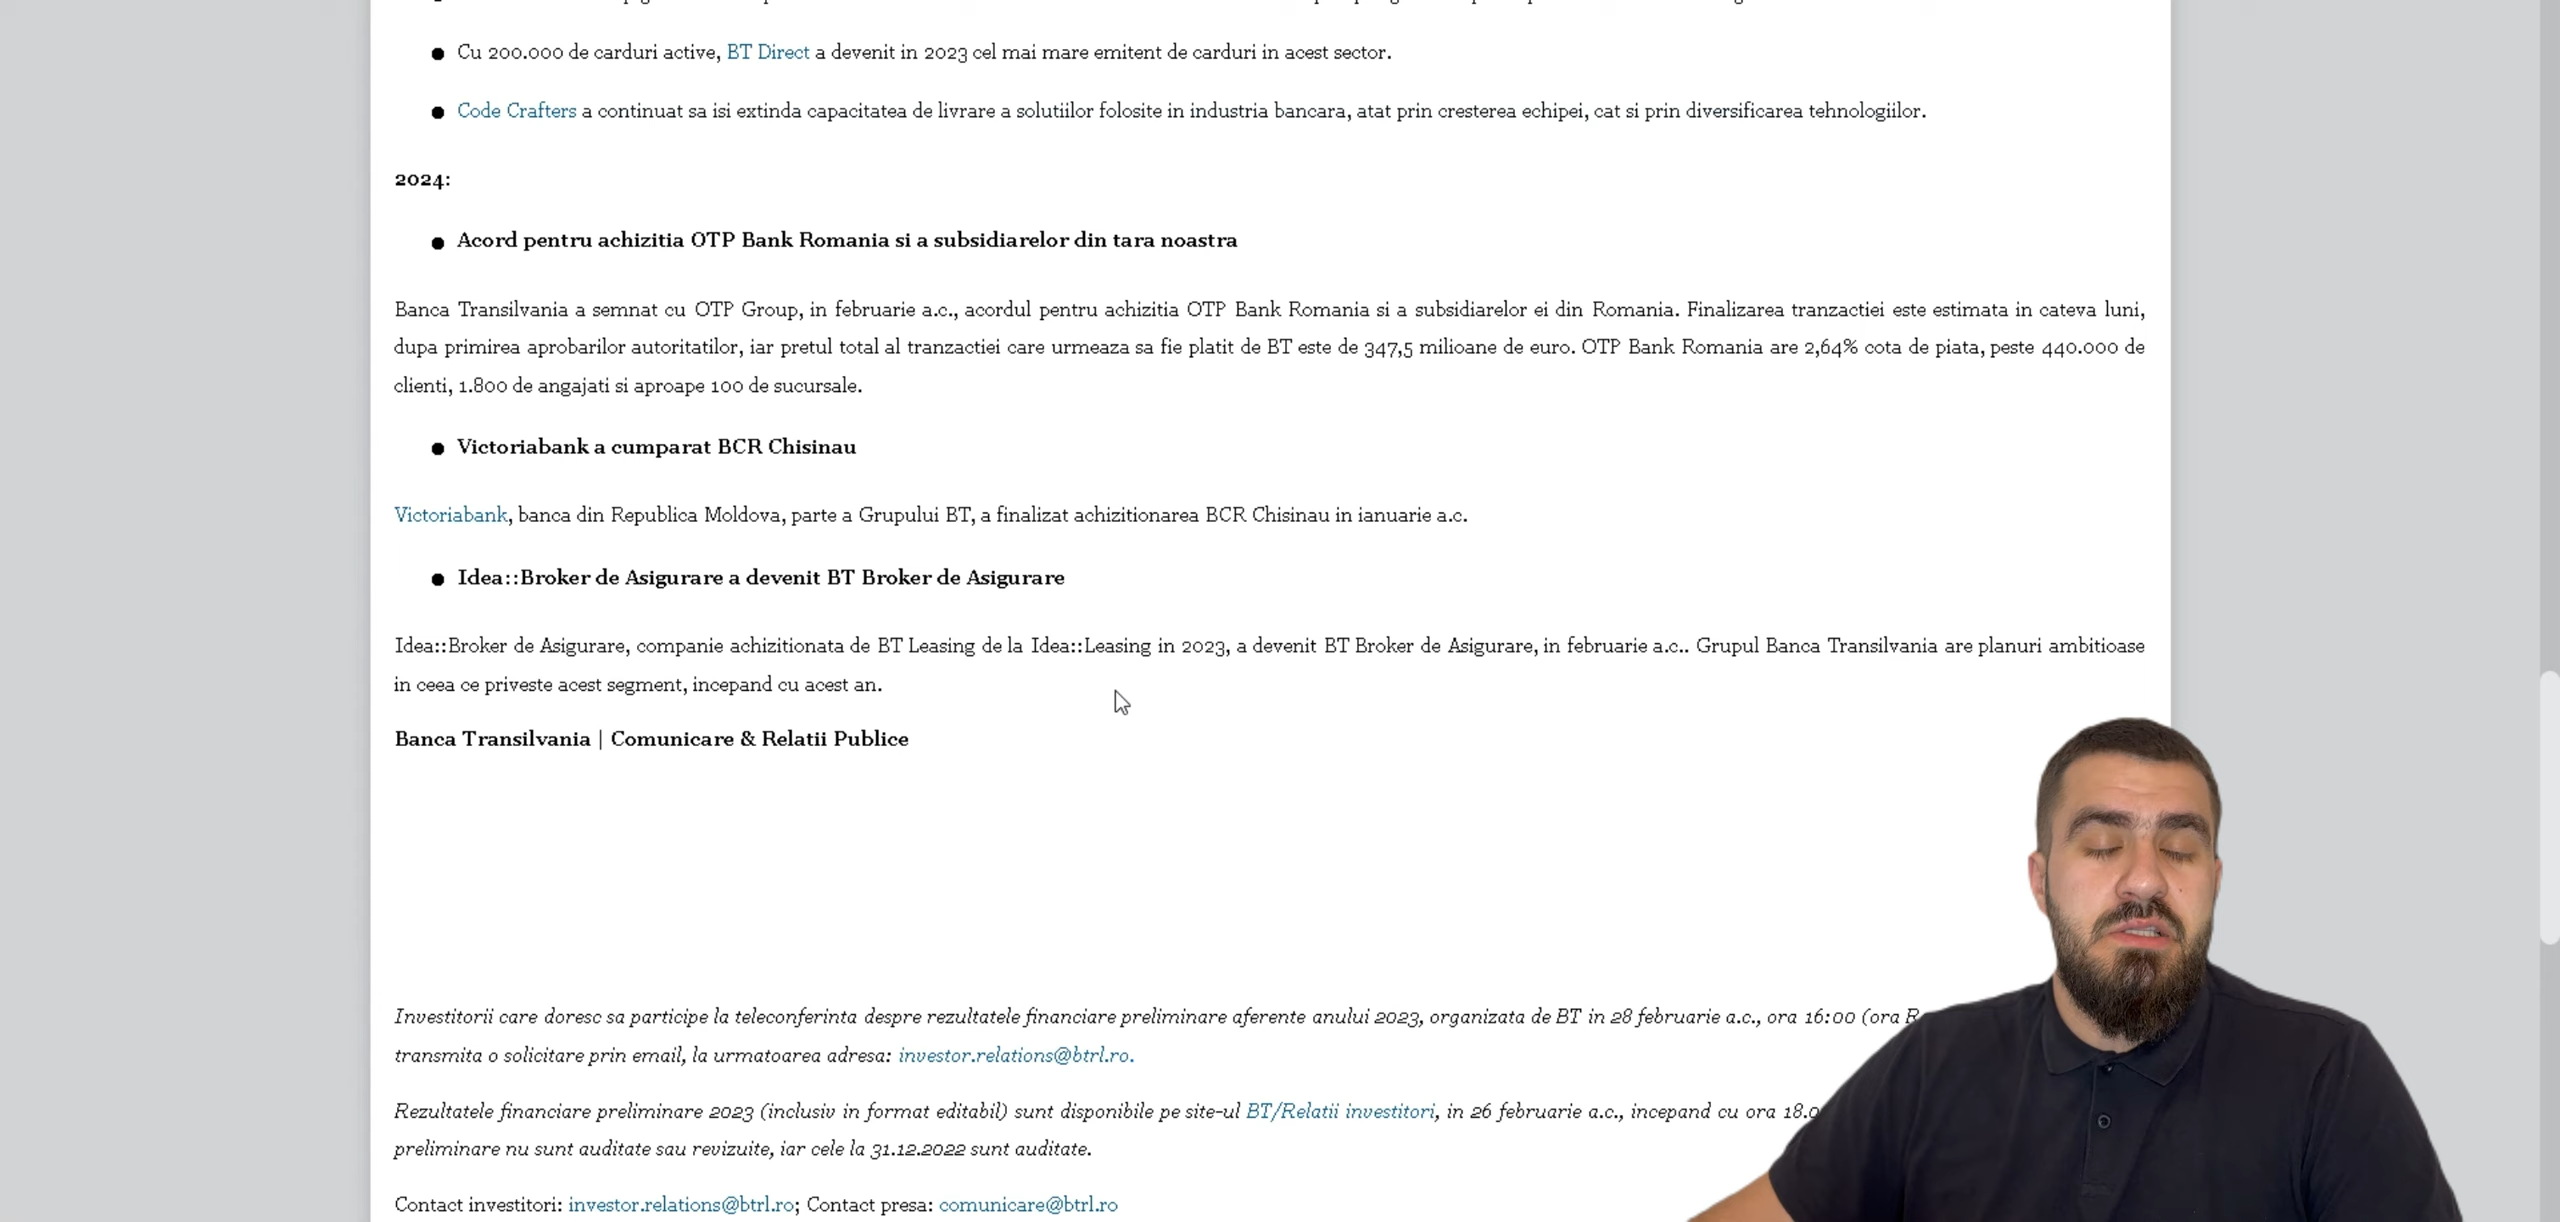 Cu 200.000 de carduri active, BT Direct a devenit in 2023 cel mai mare emitent de carduri in acest sector.
Code Crafters a continuat sa isi extinda capacitatea de livrare a solutiilor folosite in industria bancara, atat prin cresterea echipei, cat si prin diversificarea tehnologiilor.
2024:
Acord pentru achizitia OTP Bank Romania si a subsidiarelor din tara noastra
Banca Transilvania a semnat cu OTP Group, in februarie a.c., acordul pentru achizitia OTP Bank Romania si a subsidiarelor ei din Romania. Finalizarea tranzactiei este estimata in cateva luni,
dupa primirea aprobarilor autoritatilor, iar pretul total al tranzactiei care urmeaza sa fie platit de BT este de 347,5 milioane de euro. OTP Bank Romania are 2,64% cota de piata, peste 440.000 de
clienti, 1.800 de angajati si aproape 100 de sucursale.
Victoriabank a cumparat BCR Chisinau
Victoriabank, banca din Republica Moldova, parte a Grupului BT, a finalizat achizitionarea BCR Chisinau in ianuarie a.c.
Idea::Broker de Asigurare a devenit BT Broker de Asigurare
Idea::Broker de Asigurare, companie achizitionata de BT Leasing de la Idea::Leasing in 2023, a devenit BT Broker de Asigurare, in februarie a.c.. Grupul Banca Transilvania are planuri ambitioase
in ceea ce priveste acest segment, incepand cu acest an.
Banca Transilvania | Comunicare & Relatii Publice
Investitorii care doresc sa participe la teleconferinta despre rezultatele financiare preliminare aferente anului 2023, organizata de BT in 28 februarie a.c., ora 16:00 (ora
transmita o solicitare prin email, la urmatoarea adresa: investor.relations@btrl.ro.
Rezultatele financiare preliminare 2023 (inclusiv in format editabil) sunt disponibile pe site-ul BT/Relatii investitori, in 26 februarie a.c., incepand cu ora
preliminare nu sunt auditate sau revizuite, iar cele la 31.12.2022 sunt auditate.
Contact investitori: investor.relations@btrl.ro; Contact presa: comunicare@btrl.ro